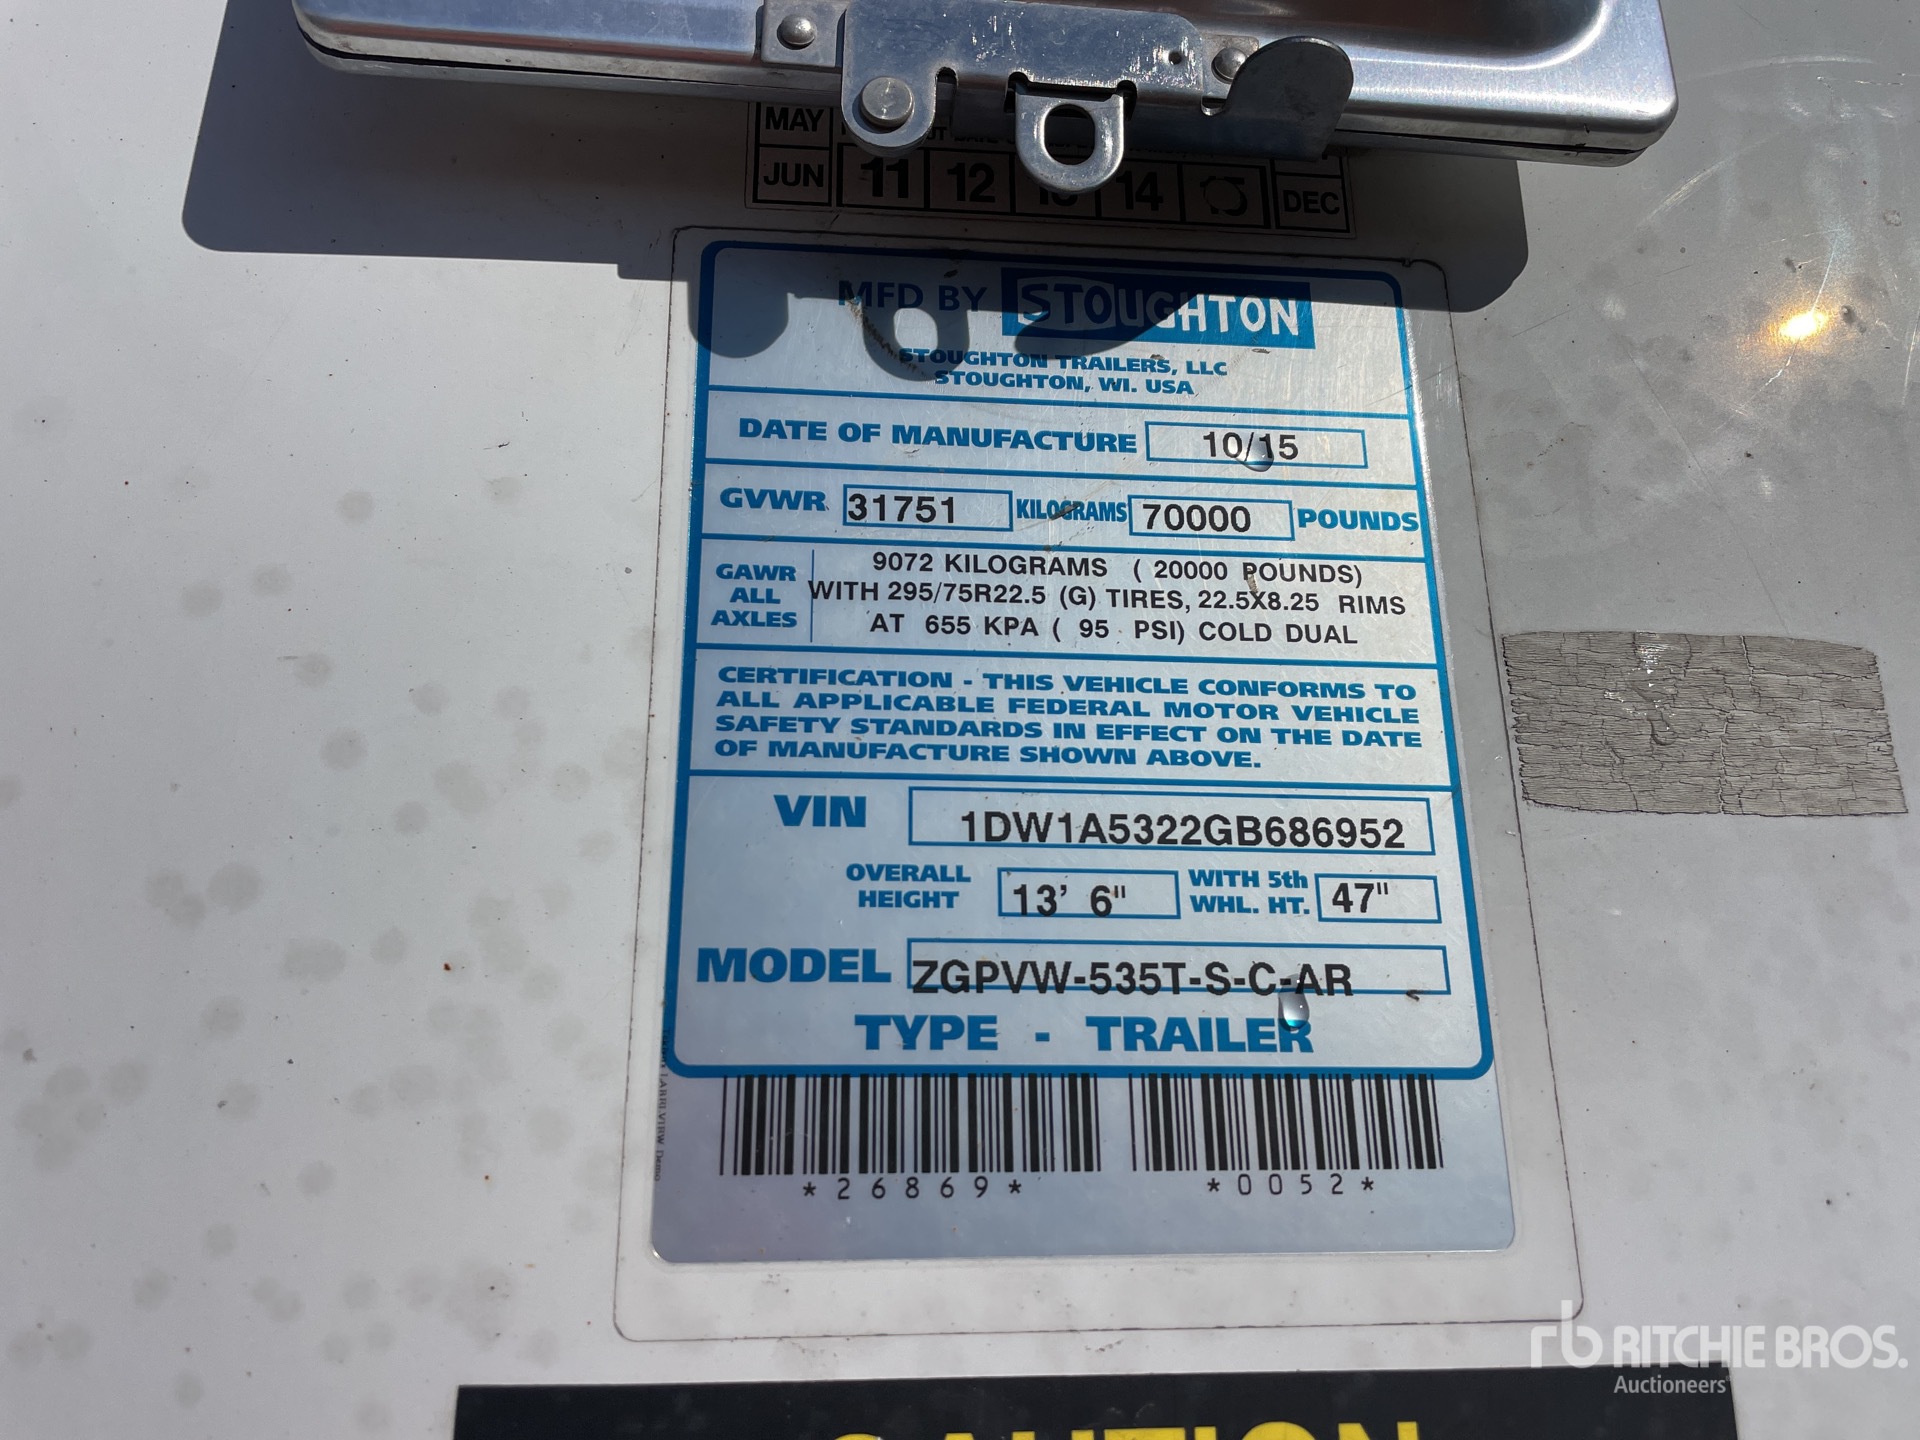 MAY
JUN 11 12 13 14 15 DEC
MFD BY STOUGHTON
STOUGHTON TRAILERS, LLC
STOUGHTON, WI. USA
DATE OF MANUFACTURE 10/15
GVWR 31751 KILOGRAMS 70000 POUNDS
GAWR ALL AXLES
9072 KILOGRAMS ( 20000 POUNDS)
WITH 295/75R22.5 (G) TIRES, 22.5X8.25 RIMS
AT 655 KPA ( 95 PSI) COLD DUAL
CERTIFICATION - THIS VEHICLE CONFORMS TO
ALL APPLICABLE FEDERAL MOTOR VEHICLE
SAFETY STANDARDS IN EFFECT ON THE DATE
OF MANUFACTURE SHOWN ABOVE.
VIN 1DW1A5322GB686952
OVERALL HEIGHT 13' 6" WITH 5th WHL. HT. 47"
MODEL ZGPVW-535T-S-C-AR
TYPE - TRAILER
*26869* *0052*
CAUTION
rb RITCHIE BROS.
Auctioneers